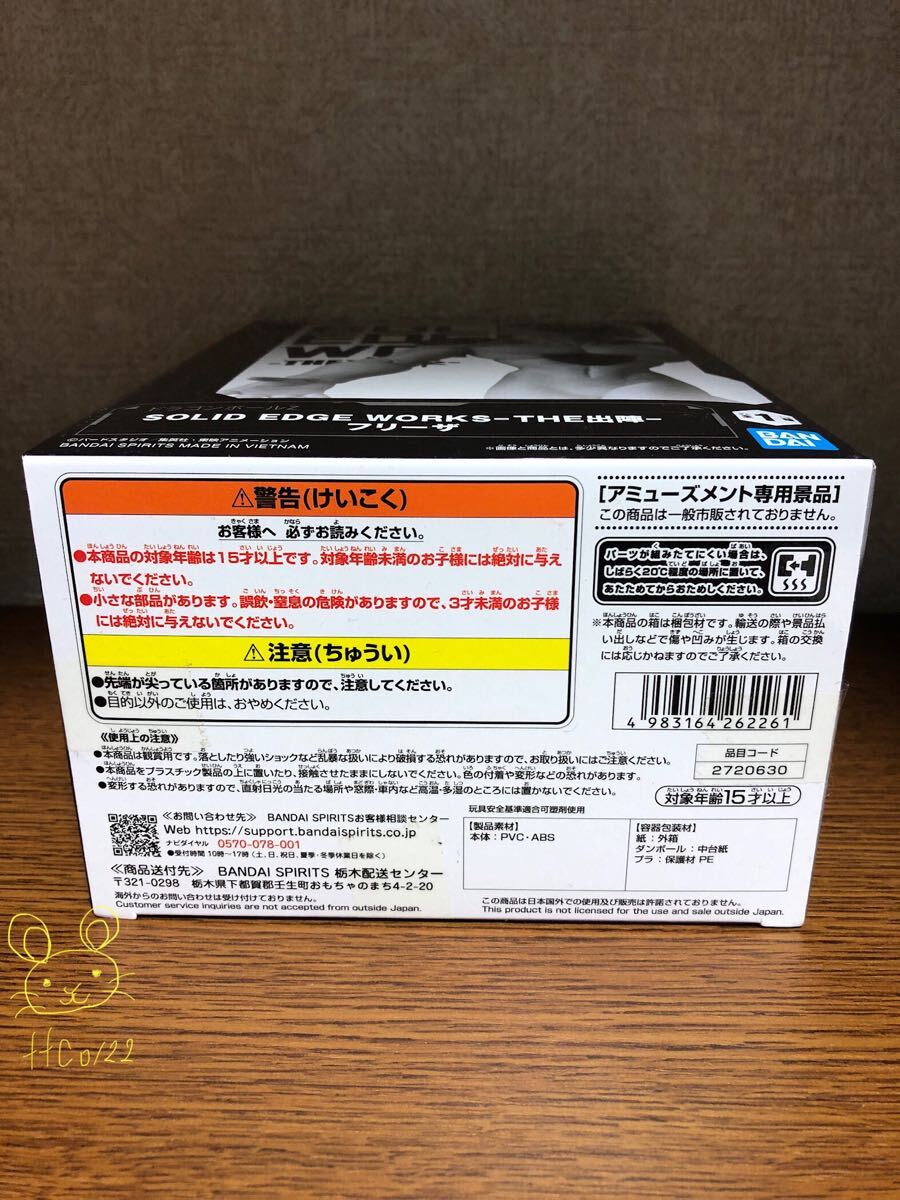 SOLID EDGE WORKS-THE出陣-
フリーザ
©バードスタジオ/集英社・東映アニメーション
BANDAI SPIRITS MADE IN VIETNAM
※画像と商品とは、多少異なりますのでご了承ください。
BAN
DAI
⚠警告(けいこく)
お客様へ 必ずお読みください。
●本商品の対象年齢は15才以上です。対象年齢未満のお子様には絶対に与え
ないでください。
●小さな部品があります。誤飲・窒息の危険がありますので、3才未満のお子様
には絶対に与えないでください。
⚠注意(ちゅうい)
●先端が尖っている箇所がありますので、注意してください。
●目的以外のご使用は、おやめください。
《使用上の注意》
●本商品は観賞用です。落としたり強いショックなど乱暴な扱いにより破損する恐れがありますので、お取り扱いにはご注意ください。
●本商品をプラスチック製品の上に置いたり、接触させたままにしないでください。色の付着や変形などの恐れがあります。
●変形する恐れがありますので、直射日光の当たる場所や窓際・車内など高温・多湿のところには置かないでください。
《お問い合わせ先》 BANDAI SPIRITSお客様相談センター
Web https://support.bandaispirits.co.jp
ナビダイヤル 0570-078-001
●受付時間 10時〜17時(土、日、祝日、夏季・冬季休業日を除く)
《商品送付先》 BANDAI SPIRITS 栃木配送センター
〒321-0298 栃木県下都賀郡壬生町おもちゃのまち4-2-20
海外からのお問い合わせは受け付けておりません。
Customer service inquiries are not accepted from outside Japan.
[アミューズメント専用景品]
この商品は一般市販されておりません。
パーツが組みたてにくい場合は、
しばらく20℃程度の場所に置いて、
あたためてからおためしください。
※本商品の箱は梱包材です。輸送の際や景品払
い出しなどで傷や凹みが生じます。箱の交換
には応じかねますのでご了承ください。
4 983164 262261
品目コード
2720630
対象年齢15才以上
玩具安全基準適合可塑剤使用
【製品素材】
本体:PVC・ABS
【容器包装材】
紙:外箱
ダンボール:中台紙
プラ:保護材 PE
この商品は日本国外での使用及び販売は許諾されておりません。
This product is not licensed for the use and sale outside Japan.
HCO122